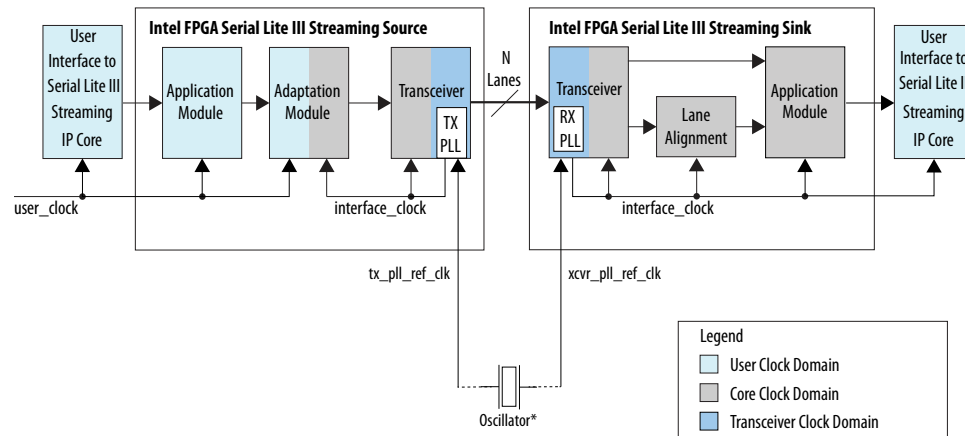 Intel FPGA Serial Lite III Streaming Source
Intel FPGA Serial Lite III Streaming Sink
User
Interface to
Serial Lite III
Streaming
IP Core
Application
Module
Adaptation
Module
Transceiver
TX
PLL
N
Lanes
Transceiver
RX
PLL
Lane
Alignment
Application
Module
User
Interface to
Serial Lite II
Streaming
IP Core
user_clock
interface_clock
interface_clock
tx_pll_ref_clk
xcvr_pll_ref_clk
Oscillator*
Legend
User Clock Domain
Core Clock Domain
Transceiver Clock Domain